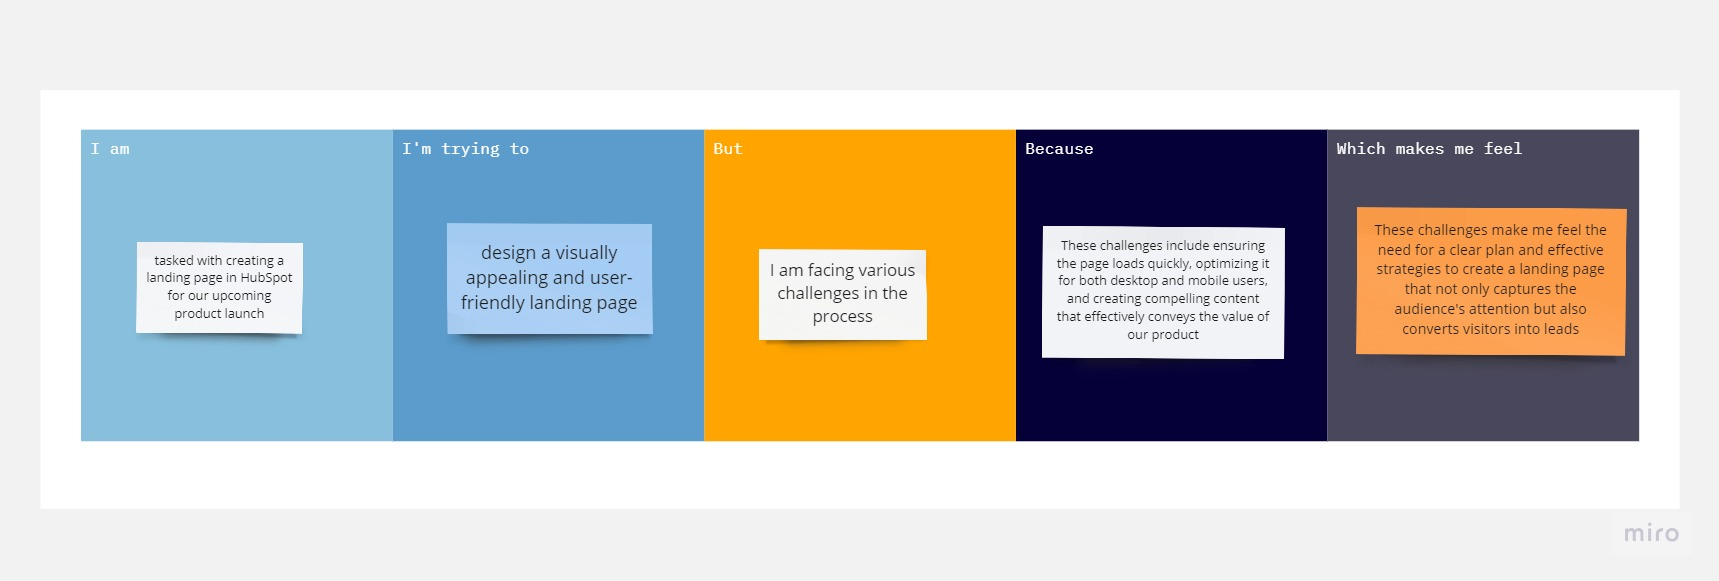 I am
tasked with creating a
landing page in HubSpot
for our upcoming
product launch
I'm trying to
design a visually
appealing and user-
friendly landing page
But
I am facing various
challenges in the
process
Because
These challenges include ensuring
the page loads quickly, optimizing it
for both desktop and mobile users,
and creating compelling content
that effectively conveys the value of
our product
Which makes me feel
These challenges make me feel the
need for a clear plan and effective
strategies to create a landing page
that not only captures the
audience's attention but also
converts visitors into leads
miro